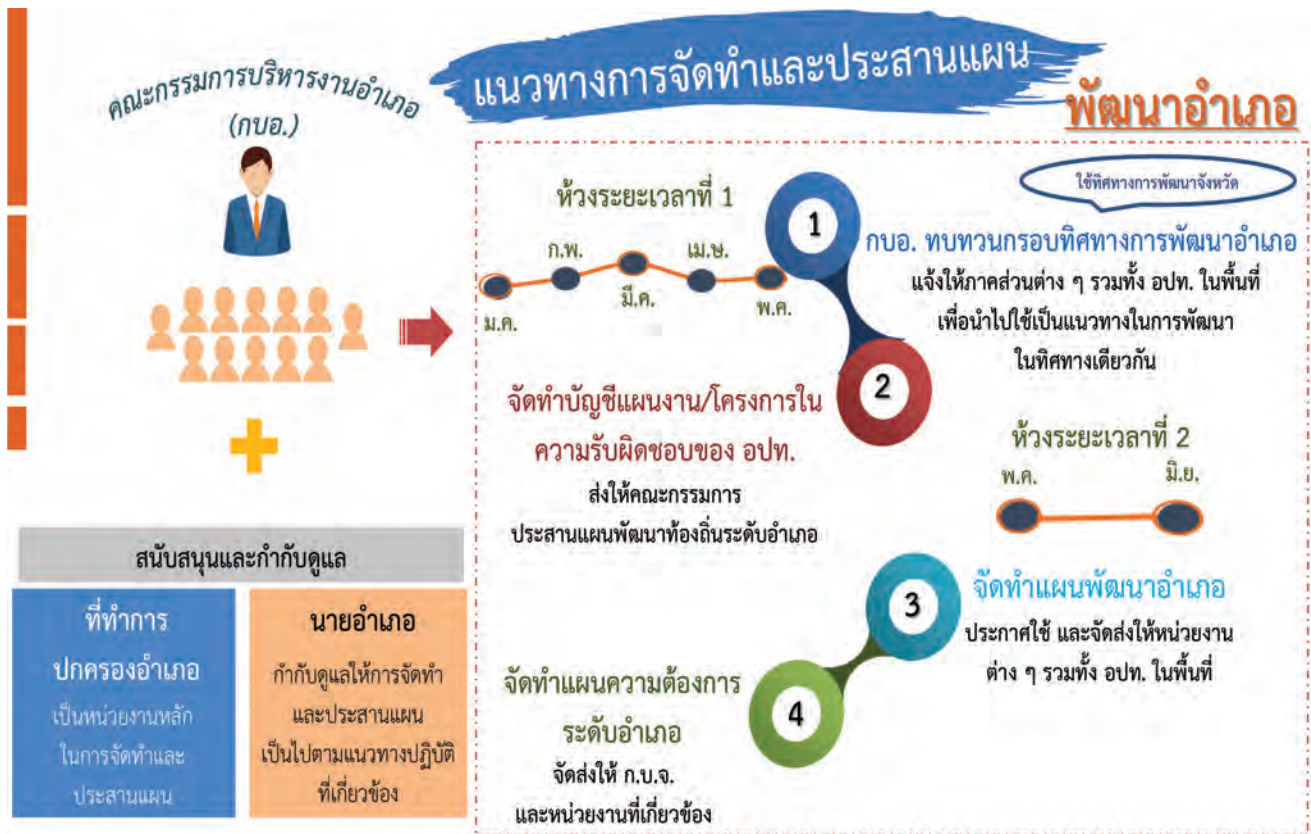 แนวทางการจัดทำและประสานแผน
พัฒนาอำเภอ
คณะกรรมการบริหารงานอำเภอ
(กบอ.)
สนับสนุนและกำกับดูแล
ที่ทำการ
ปกครองอำเภอ
เป็นหน่วยงานหลัก
ในการจัดทำและ
ประสานแผน
นายอำเภอ
กำกับดูแลให้การจัดทำ
และประสานแผน
เป็นไปตามแนวทางปฏิบัติ
ที่เกี่ยวข้อง
ห้วงระยะเวลาที่ 1
ม.ค.
ก.พ.
มี.ค.
เม.ษ.
พ.ค.
1
ใช้ทิศทางการพัฒนาจังหวัด
กบอ. ทบทวนกรอบทิศทางการพัฒนาอำเภอ
แจ้งให้ภาคส่วนต่าง ๆ รวมทั้ง อปท. ในพื้นที่
เพื่อนำไปใช้เป็นแนวทางในการพัฒนา
ในทิศทางเดียวกัน
2
จัดทำบัญชีแผนงาน/โครงการใน
ความรับผิดชอบของ อปท.
ส่งให้คณะกรรมการ
ประสานแผนพัฒนาท้องถิ่นระดับอำเภอ
ห้วงระยะเวลาที่ 2
พ.ค.
มิ.ย.
3
จัดทำแผนพัฒนาอำเภอ
ประกาศใช้ และจัดส่งให้หน่วยงาน
ต่าง ๆ รวมทั้ง อปท. ในพื้นที่
4
จัดทำแผนความต้องการ
ระดับอำเภอ
จัดส่งให้ ก.บ.จ.
และหน่วยงานที่เกี่ยวข้อง